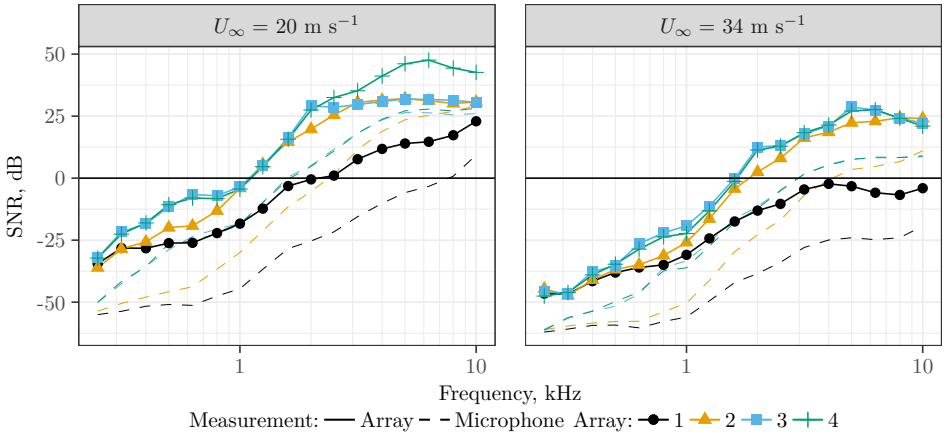 U∞ = 20 m s⁻¹ U∞ = 34 m s⁻¹
50
25
0
-25
-50
SNR, dB
1 10 1 10
Frequency, kHz
Measurement: Array Microphone Array: 1 2 3 4